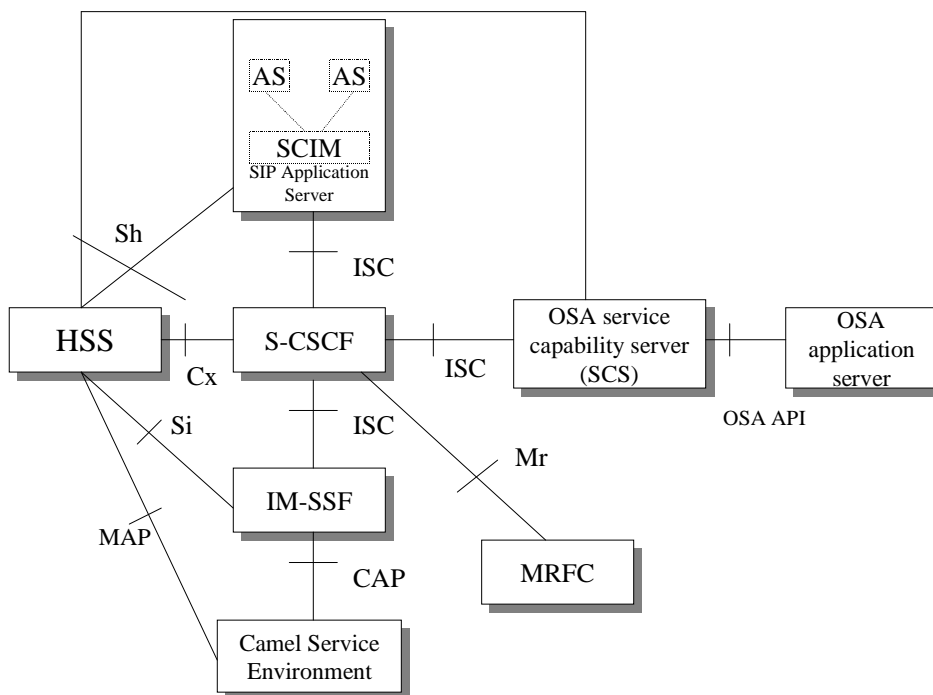 AS
AS
SCIM
SIP Application
Server
Sh
ISC
HSS
Cx
S-CSCF
ISC
OSA service
capability server
(SCS)
OSA
application
server
OSA API
Si
ISC
Mr
IM-SSF
MAP
CAP
MRFC
Camel Service
Environment